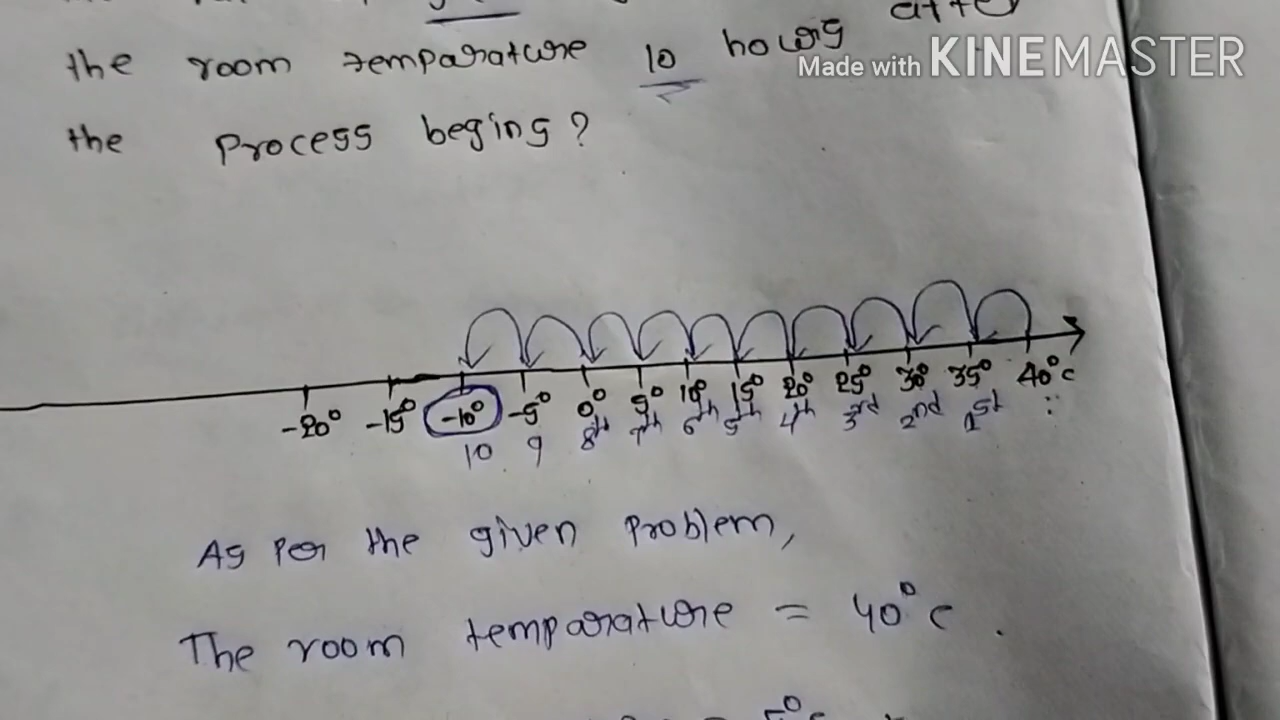 the room temparature 10 hours after
Made with KINEMASTER
the process begins?
-20° -15° -10° -5° 0° 5° 10° 15° 20° 25° 30° 35° 40°c
10 9 8th 7th 6th 5th 4th 3rd 2nd 1st
As per the given problem,
The room temparature = 40°c.